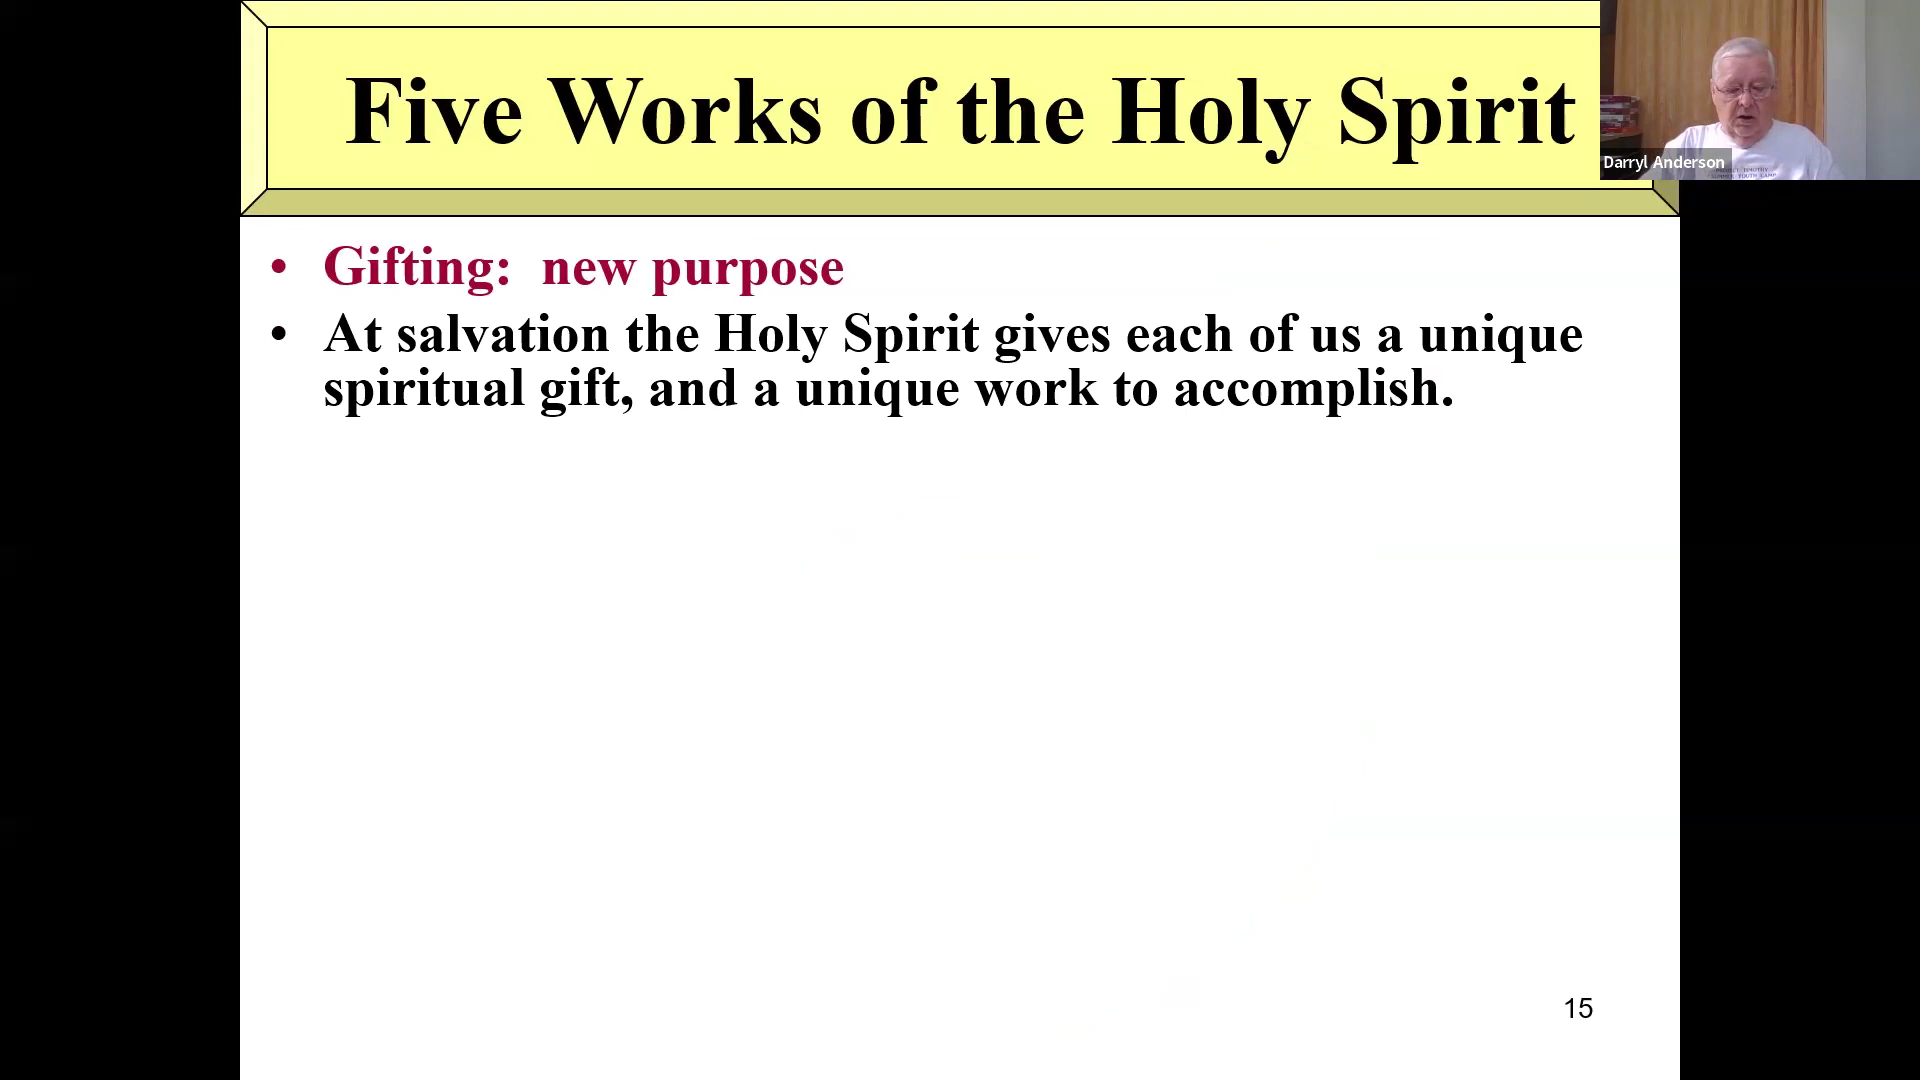 Five Works of the Holy Spirit
Darryl Anderson
• Gifting: new purpose
• At salvation the Holy Spirit gives each of us a unique
spiritual gift, and a unique work to accomplish.
15